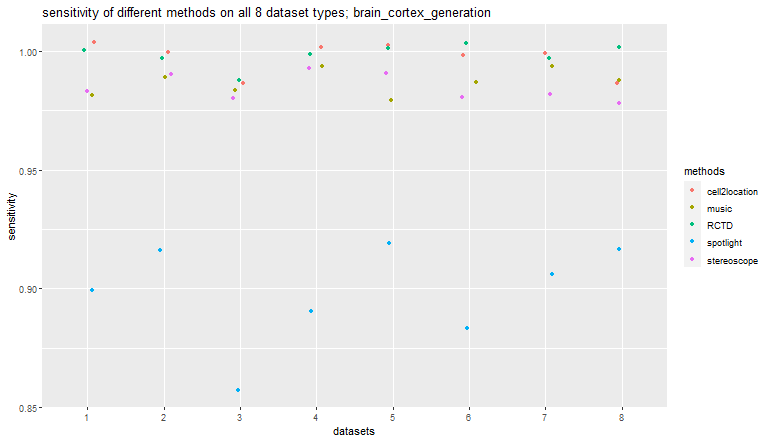 sensitivity of different methods on all 8 dataset types; brain_cortex_generation
1.00
0.95
0.90
0.85
sensitivity
1 2 3 4 5 6 7 8
datasets
methods
cell2location
music
RCTD
spotlight
stereoscope